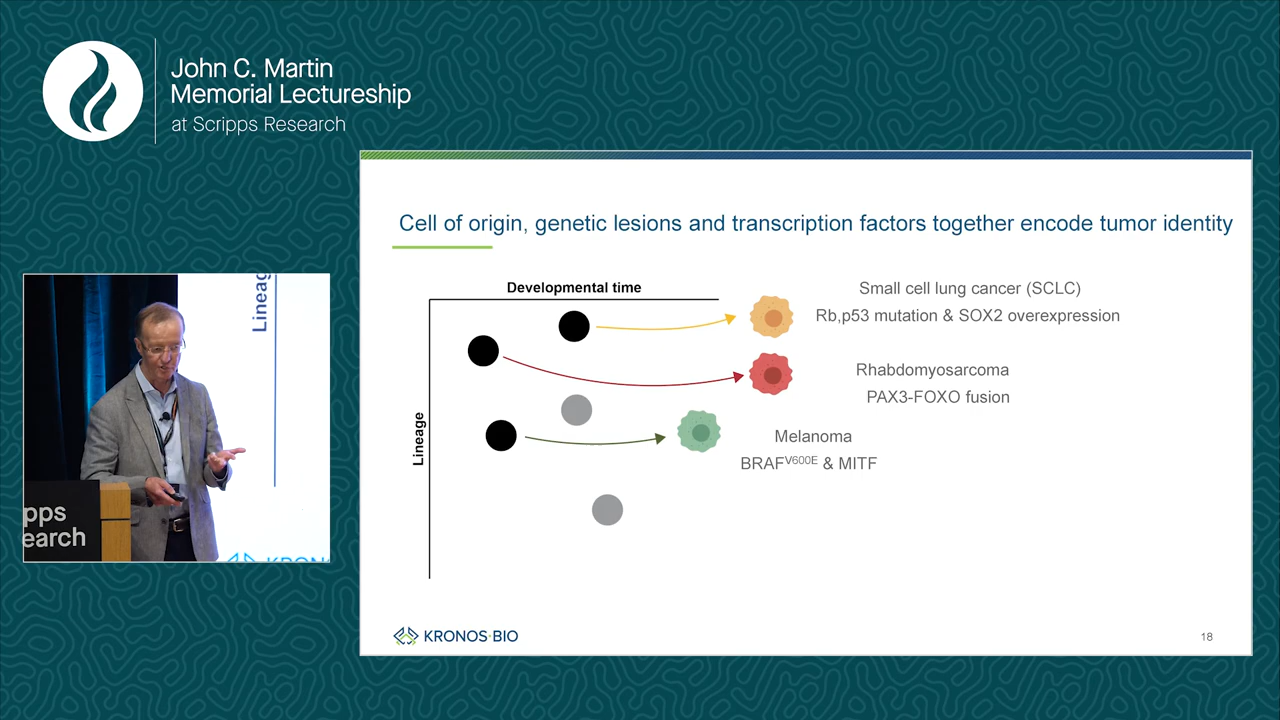 John C. Martin
Memorial Lectureship
at Scripps Research
Cell of origin, genetic lesions and transcription factors together encode tumor identity
Developmental time
Lineage
Small cell lung cancer (SCLC)
Rb,p53 mutation & SOX2 overexpression
Rhabdomyosarcoma
PAX3-FOXO fusion
Melanoma
BRAFV600E & MITF
KRONOS·BIO
18
Lineag
pps
earch
KRONO